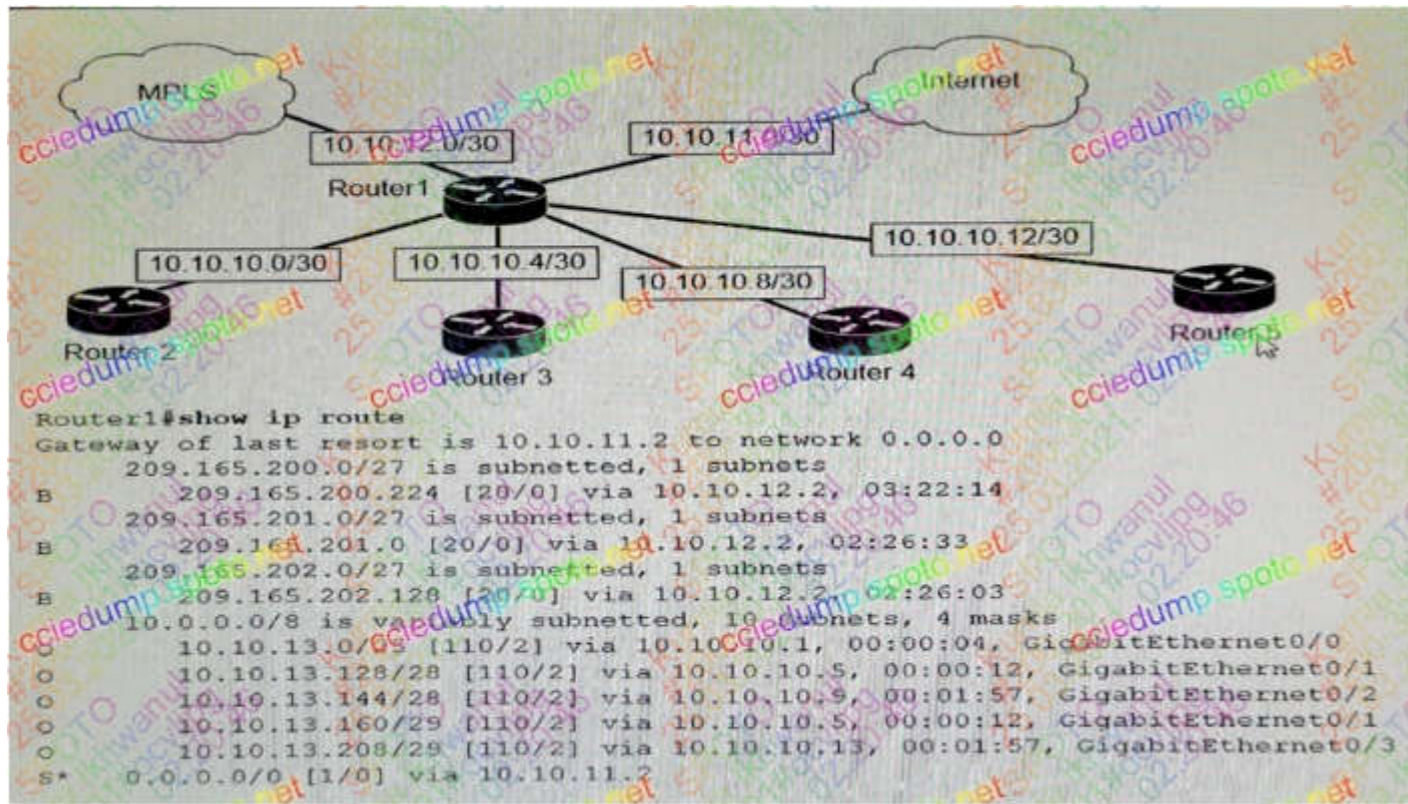 MPLS
Internet
10.10.12.0/30
10.10.11.0/30
Router1
10.10.10.12/30
10.10.10.0/30
10.10.10.4/30
10.10.10.8/30
Router 2
Router 3
Router 4
Router 5
Router1#show ip route
Gateway of last resort is 10.10.11.2 to network 0.0.0.0
209.165.200.0/27 is subnetted, 1 subnets
B 209.165.200.224 [20/0] via 10.10.12.2, 03:22:14
209.165.201.0/27 is subnetted, 1 subnets
B 209.165.201.0 [20/0] via 10.10.12.2, 02:26:33
209.165.202.0/27 is subnetted, 1 subnets
B 209.165.202.128 [20/0] via 10.10.12.2, 02:26:03
10.0.0.0/8 is variably subnetted, 10 subnets, 4 masks
O 10.10.13.0/25 [110/2] via 10.10.10.1, 00:00:04, GigabitEthernet0/0
O 10.10.13.128/28 [110/2] via 10.10.10.5, 00:00:12, GigabitEthernet0/1
O 10.10.13.144/28 [110/2] via 10.10.10.9, 00:01:57, GigabitEthernet0/2
O 10.10.13.160/29 [110/2] via 10.10.10.5, 00:00:12, GigabitEthernet0/1
O 10.10.13.208/29 [110/2] via 10.10.10.13, 00:01:57, GigabitEthernet0/3
S* 0.0.0.0/0 [1/0] via 10.10.11.2
cciedump.spoto.net